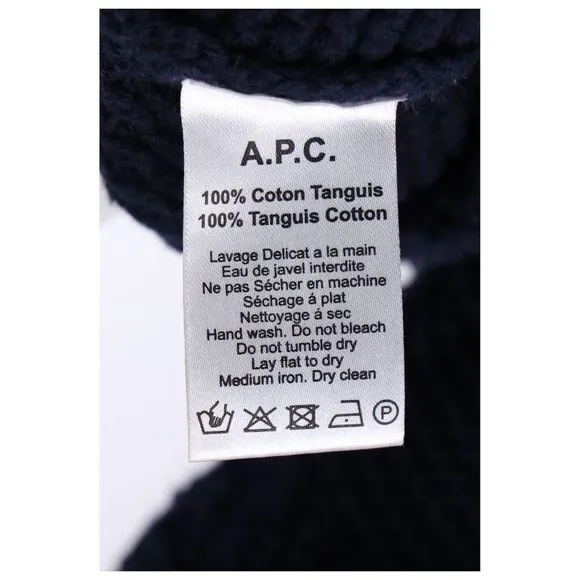 A.P.C.
100% Coton Tanguis
100% Tanguis Cotton
Lavage Delicat a la main
Eau de javel interdite
Ne pas Sécher en machine
Séchage á plat
Nettoyage á sec
Hand wash. Do not bleach
Do not tumble dry
Lay flat to dry
Medium iron. Dry clean
P